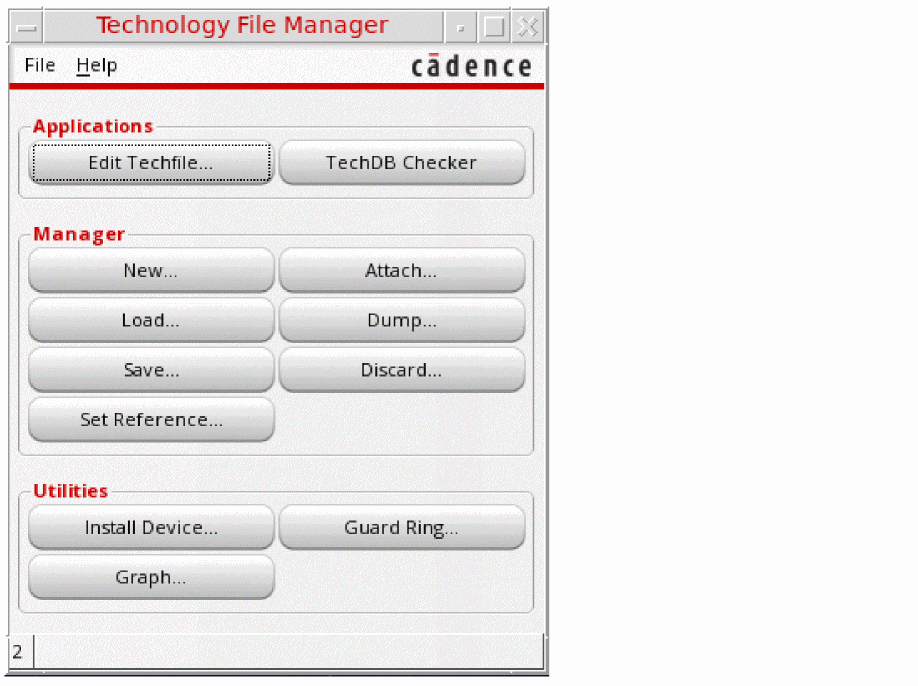 Technology File Manager
File Help cādence
Applications
Edit Techfile... TechDB Checker
Manager
New... Attach...
Load... Dump...
Save... Discard...
Set Reference...
Utilities
Install Device... Guard Ring...
Graph...
2